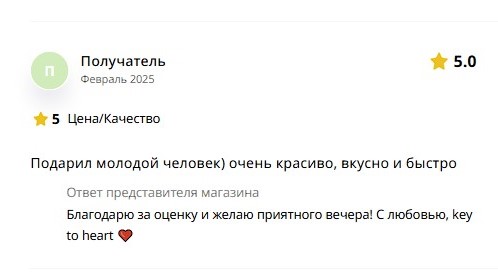 П
Получатель
Февраль 2025
5.0
5 Цена/Качество
Подарил молодой человек) очень красиво, вкусно и быстро
Ответ представителя магазина
Благодарю за оценку и желаю приятного вечера! С любовью, key
to heart ❤️